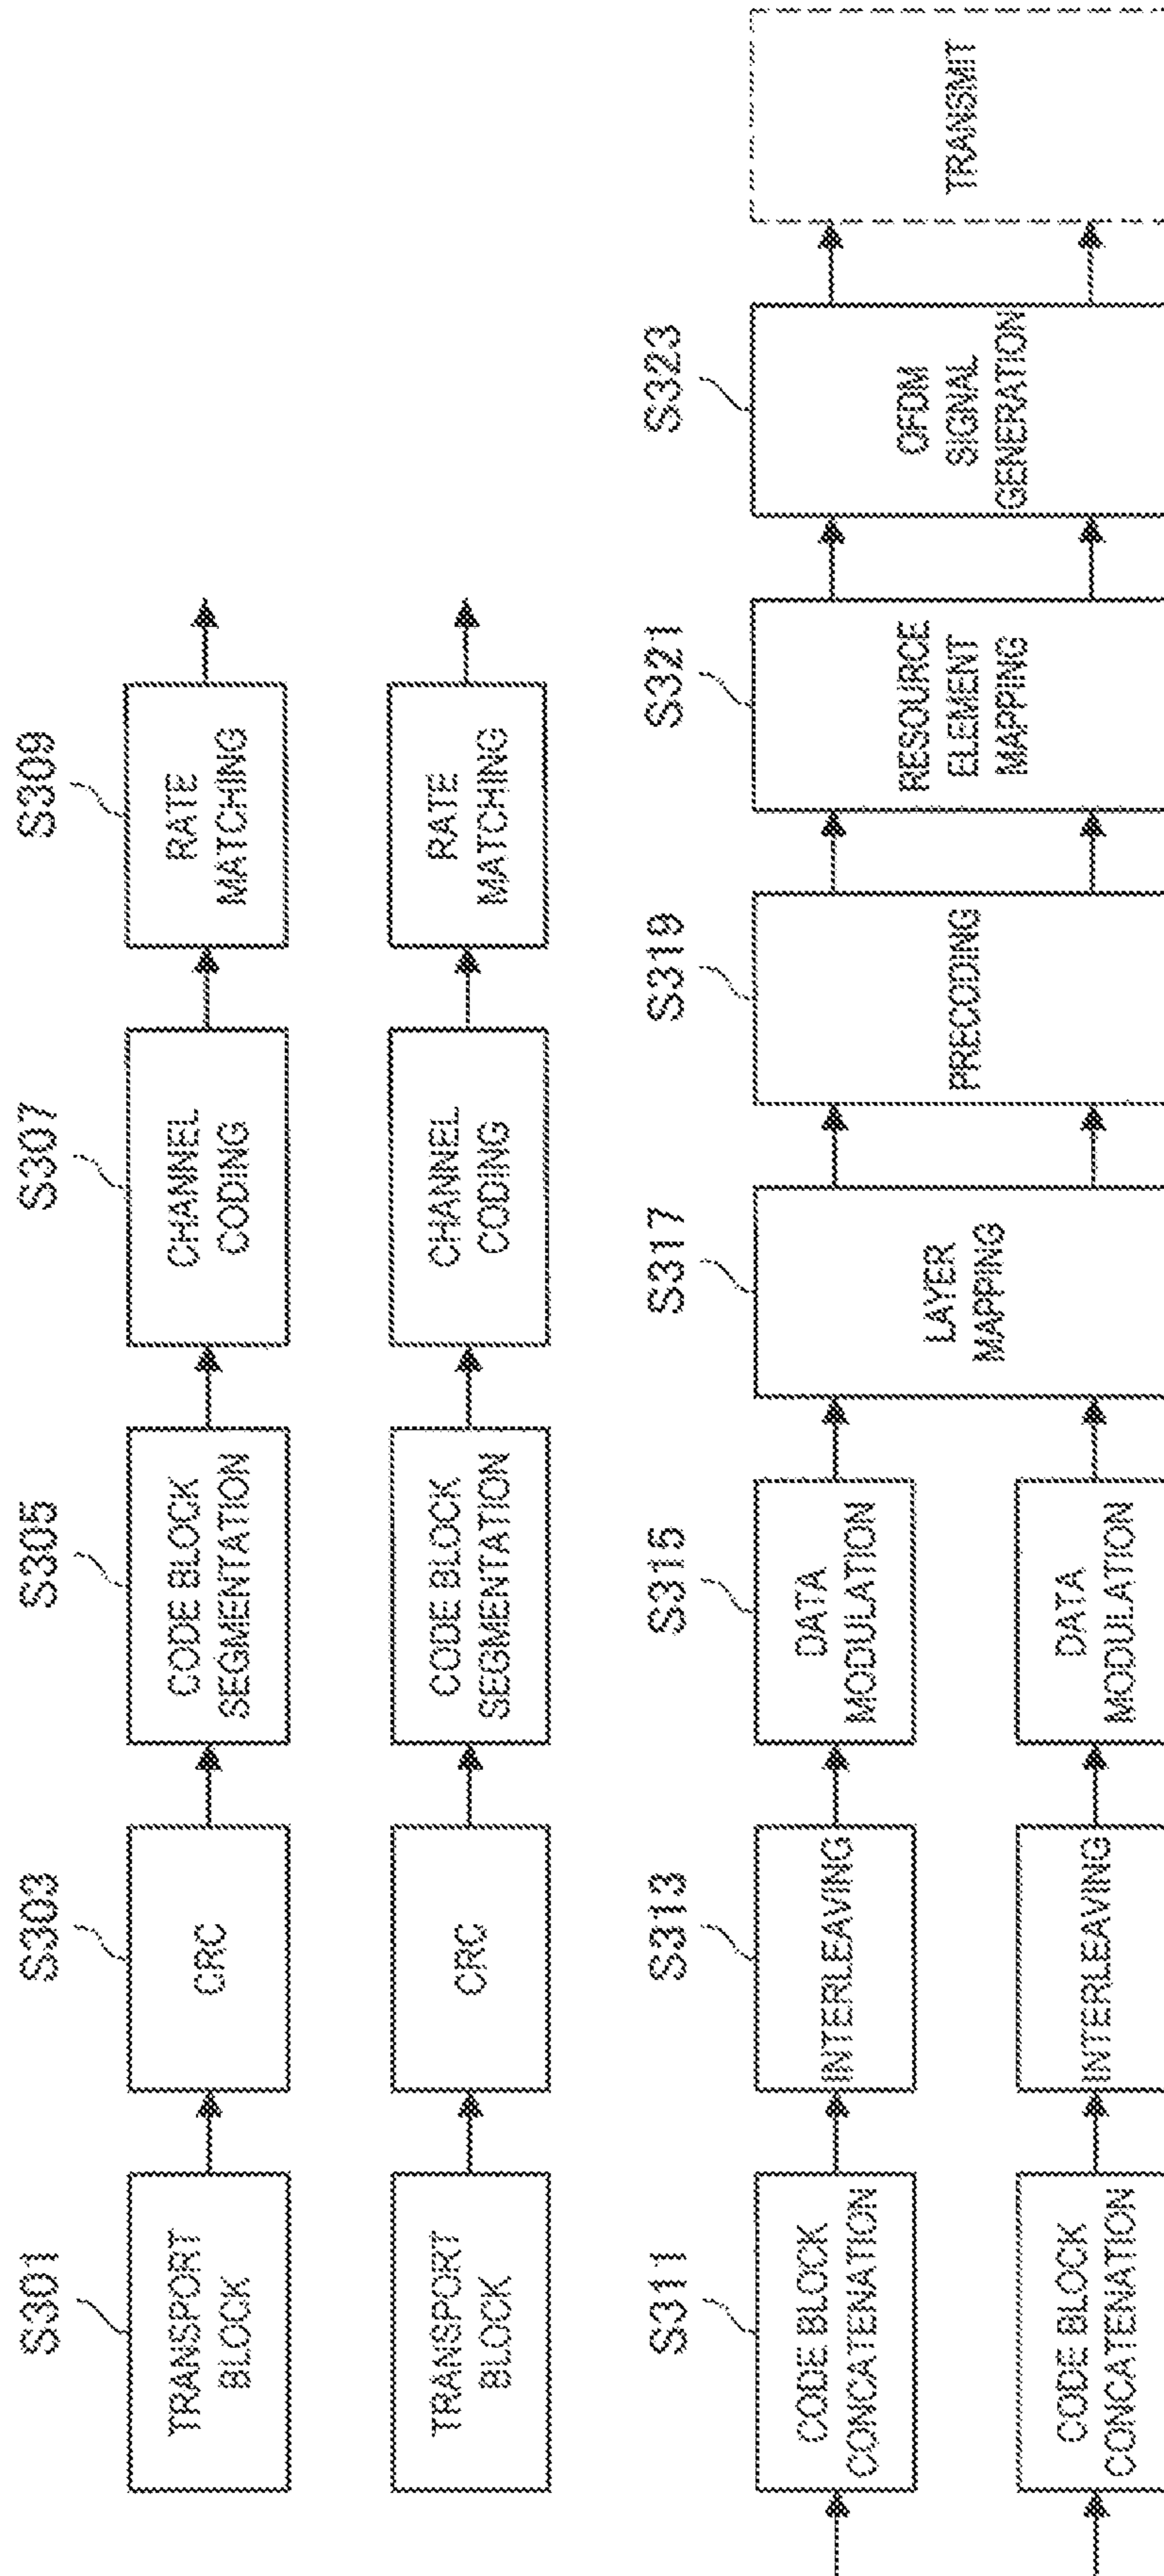 S301
TRANSPORT
BLOCK
S303
CRC
S305
CODE BLOCK
SEGMENTATION
S307
CHANNEL
CODING
S309
RATE
MATCHING
TRANSPORT
BLOCK
CRC
CODE BLOCK
SEGMENTATION
CHANNEL
CODING
RATE
MATCHING
S311
CODE BLOCK
CONCATENATION
S313
INTERLEAVING
S315
DATA
MODULATION
S317
LAYER
MAPPING
S319
PRECODING
S321
RESOURCE
ELEMENT
MAPPING
S323
OFDM
SIGNAL
GENERATION
TRANSMIT
CODE BLOCK
CONCATENATION
INTERLEAVING
DATA
MODULATION